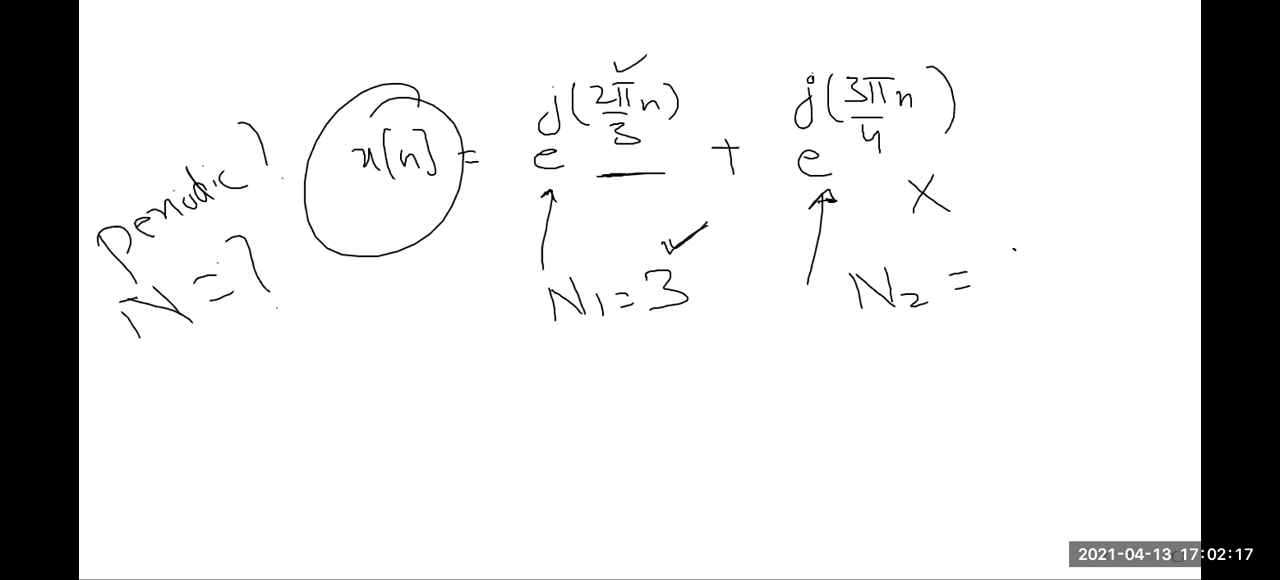 periodic?
N=?
x[n] = e^{j(2π/3 n)} + e^{j(3π/4 n)}
N₁=3
N₂ =
2021-04-13 17:02:17